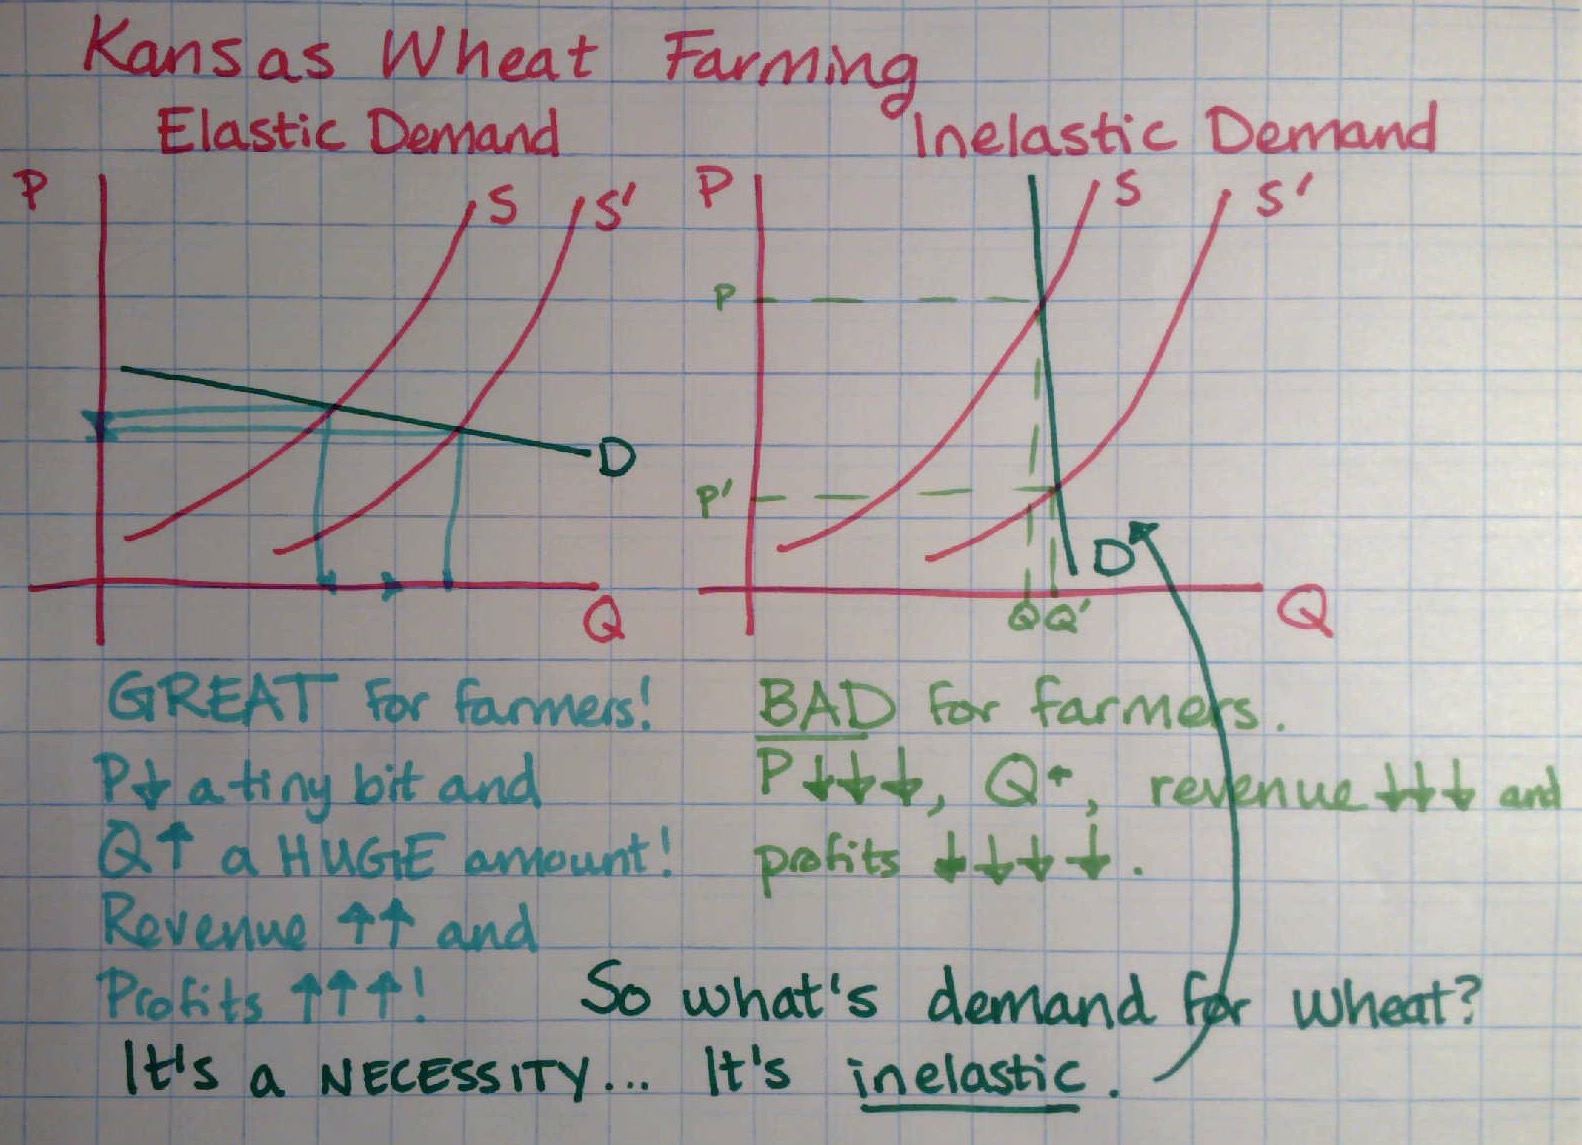 Kansas Wheat Farming
Elastic Demand
P
S
S'
D
Q
GREAT for farmers!
P↓ a tiny bit and
Q↑ a HUGE amount!
Revenue ↑↑ and
Profits ↑↑↑!
Inelastic Demand
P
S
S'
P
P'
D
Q Q'
Q
BAD for farmers.
P↓↓↓, Q↑, revenue ↓↓↓ and
profits ↓↓↓↓.
So what's demand for wheat?
It's a NECESSITY... It's inelastic.